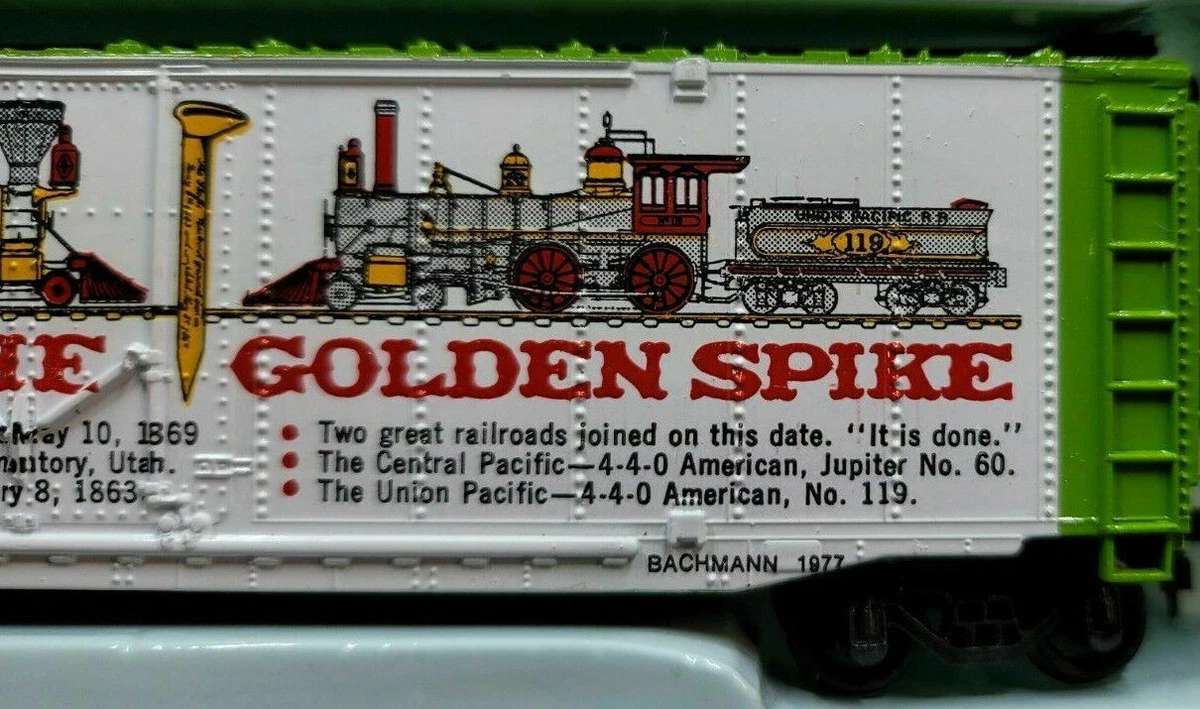 UNION PACIFIC R.R.
119
GOLDEN SPIKE
May 10, 1869
Utah.
8, 1863.
• Two great railroads joined on this date. “It is done.”
• The Central Pacific—4-4-0 American, Jupiter No. 60.
• The Union Pacific—4-4-0 American, No. 119.
BACHMANN 1977